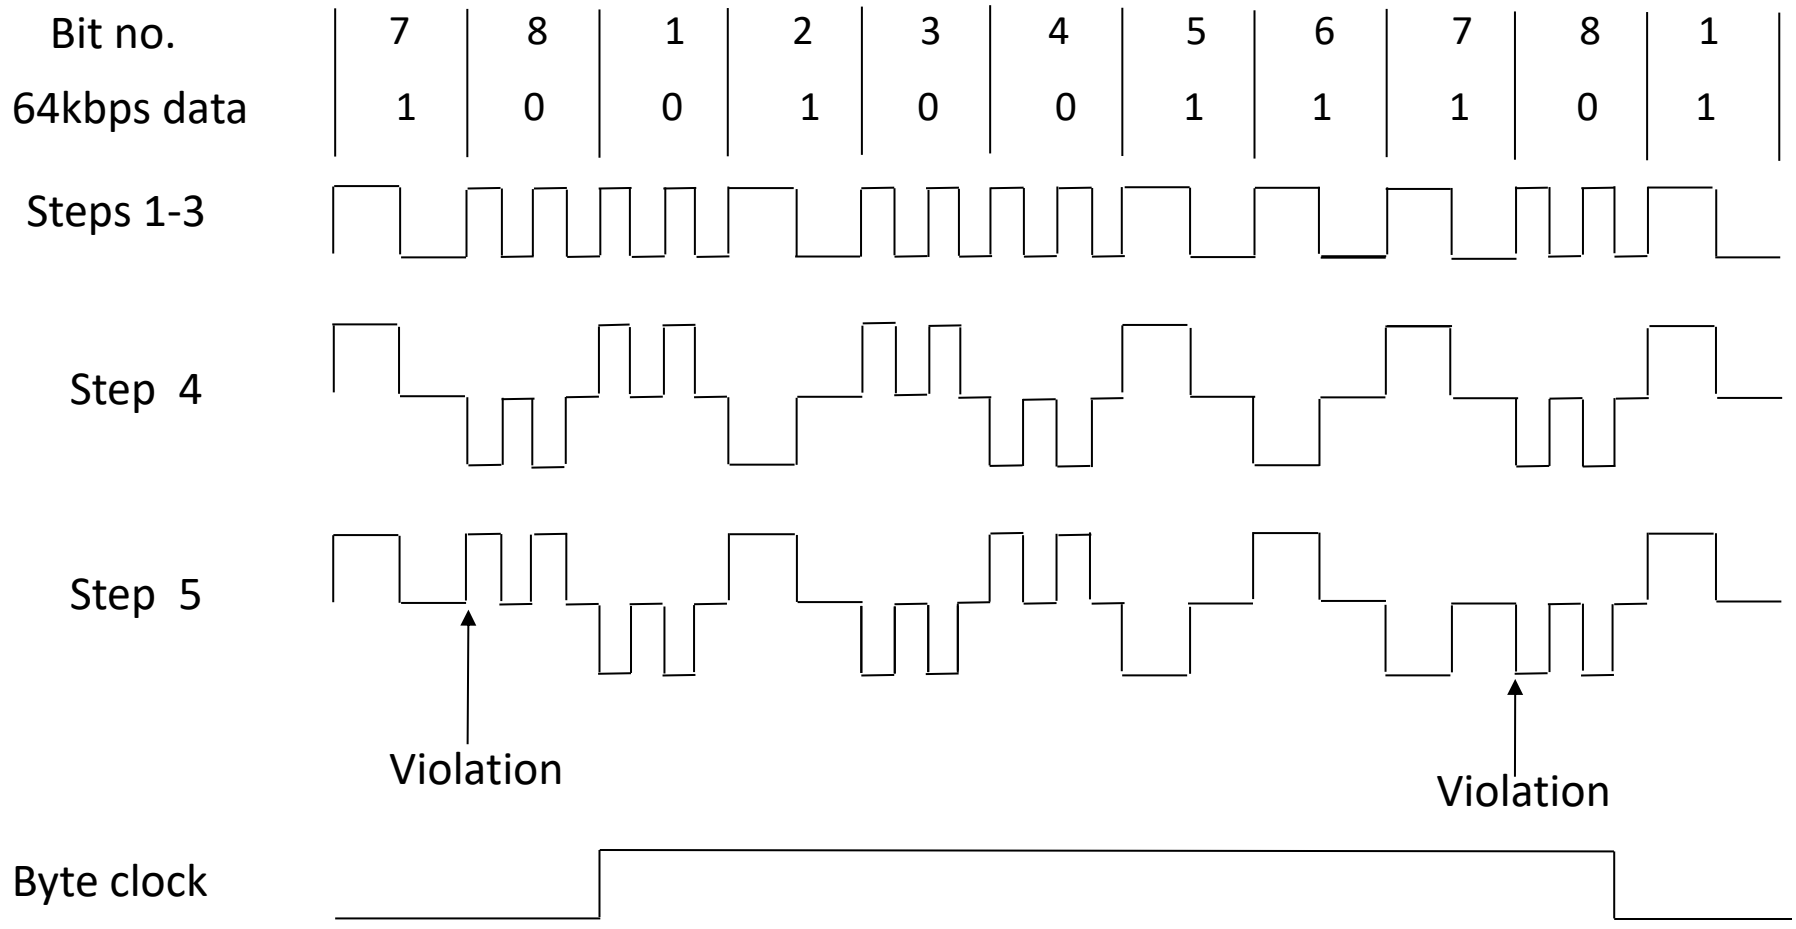 Bit no. 7 8 1 2 3 4 5 6 7 8 1
64kbps data 1 0 0 1 0 0 1 1 1 0 1
Steps 1-3
Step 4
Step 5
Violation
Violation
Byte clock